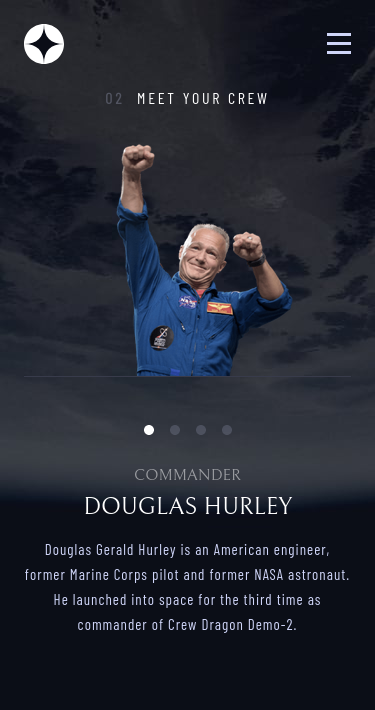 02 MEET YOUR CREW
NASA
COMMANDER
DOUGLAS HURLEY
Douglas Gerald Hurley is an American engineer,
former Marine Corps pilot and former NASA astronaut.
He launched into space for the third time as
commander of Crew Dragon Demo-2.